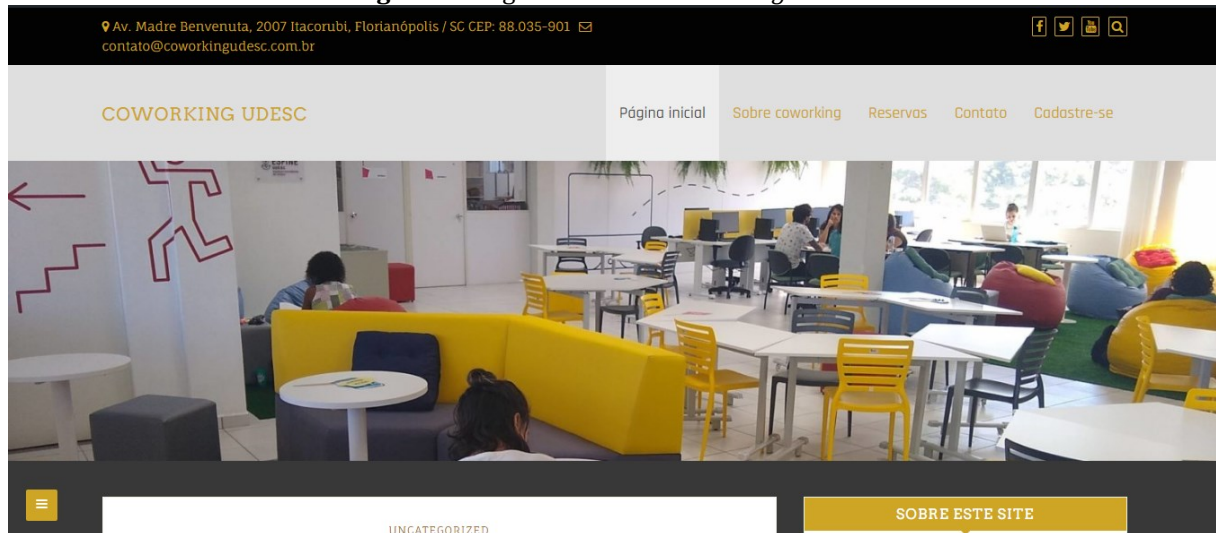 Av. Madre Benvenuta, 2007 Itacorubi, Florianópolis / SC CEP: 88.035-901
contato@coworkingudesc.com.br
COWORKING UDESC
Página inicial Sobre coworking Reservas Contato Cadastre-se
ESPINE
UNCATEGORIZED
SOBRE ESTE SITE